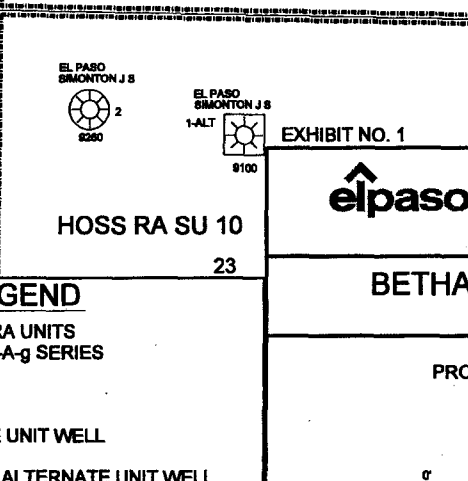 EL PASO
SIMONTON J S
2
9260
EL PASO
SIMONTON J S
1-ALT
9100
EXHIBIT NO. 1
elpaso
HOSS RA SU 10
23
BETHA
GEND
RA UNITS
-A-g SERIES
PRO
UNIT WELL
ALTERNATE UNIT WELL
0'